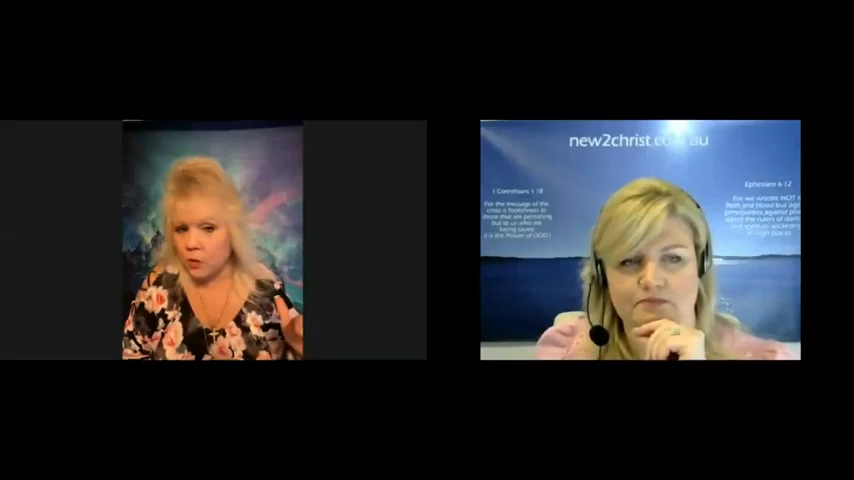 new2christ.com.au
1 Corinthians 1 18
For the message of the
cross is foolishness to
those that are perishing
but to us who are
being saved
it is the Power of GOD!
Ephesians 6:12
For we wrestle NOT
flesh and blood but
principalities against
against the rulers of
spiritual wickedness
in high places